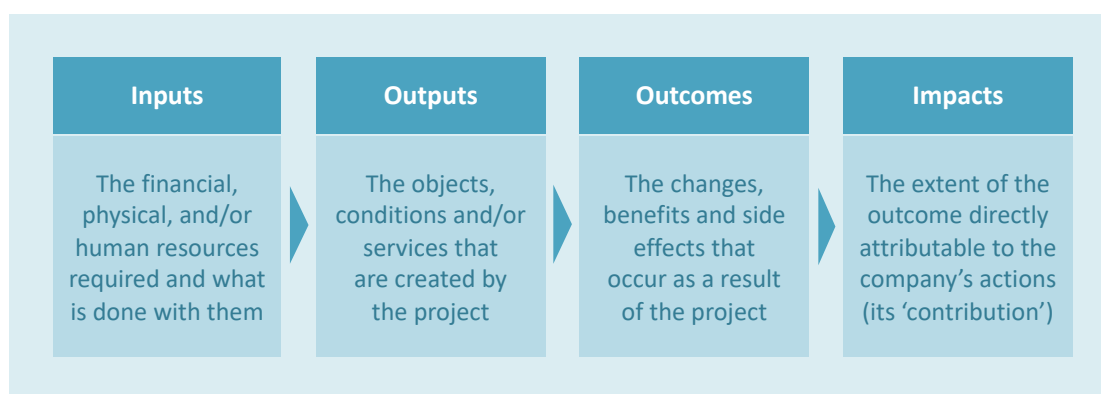 Inputs
The financial,
physical, and/or
human resources
required and what
is done with them
Outputs
The objects,
conditions and/or
services that
are created by
the project
Outcomes
The changes,
benefits and side
effects that
occur as a result
of the project
Impacts
The extent of the
outcome directly
attributable to the
company’s actions
(its ‘contribution’)